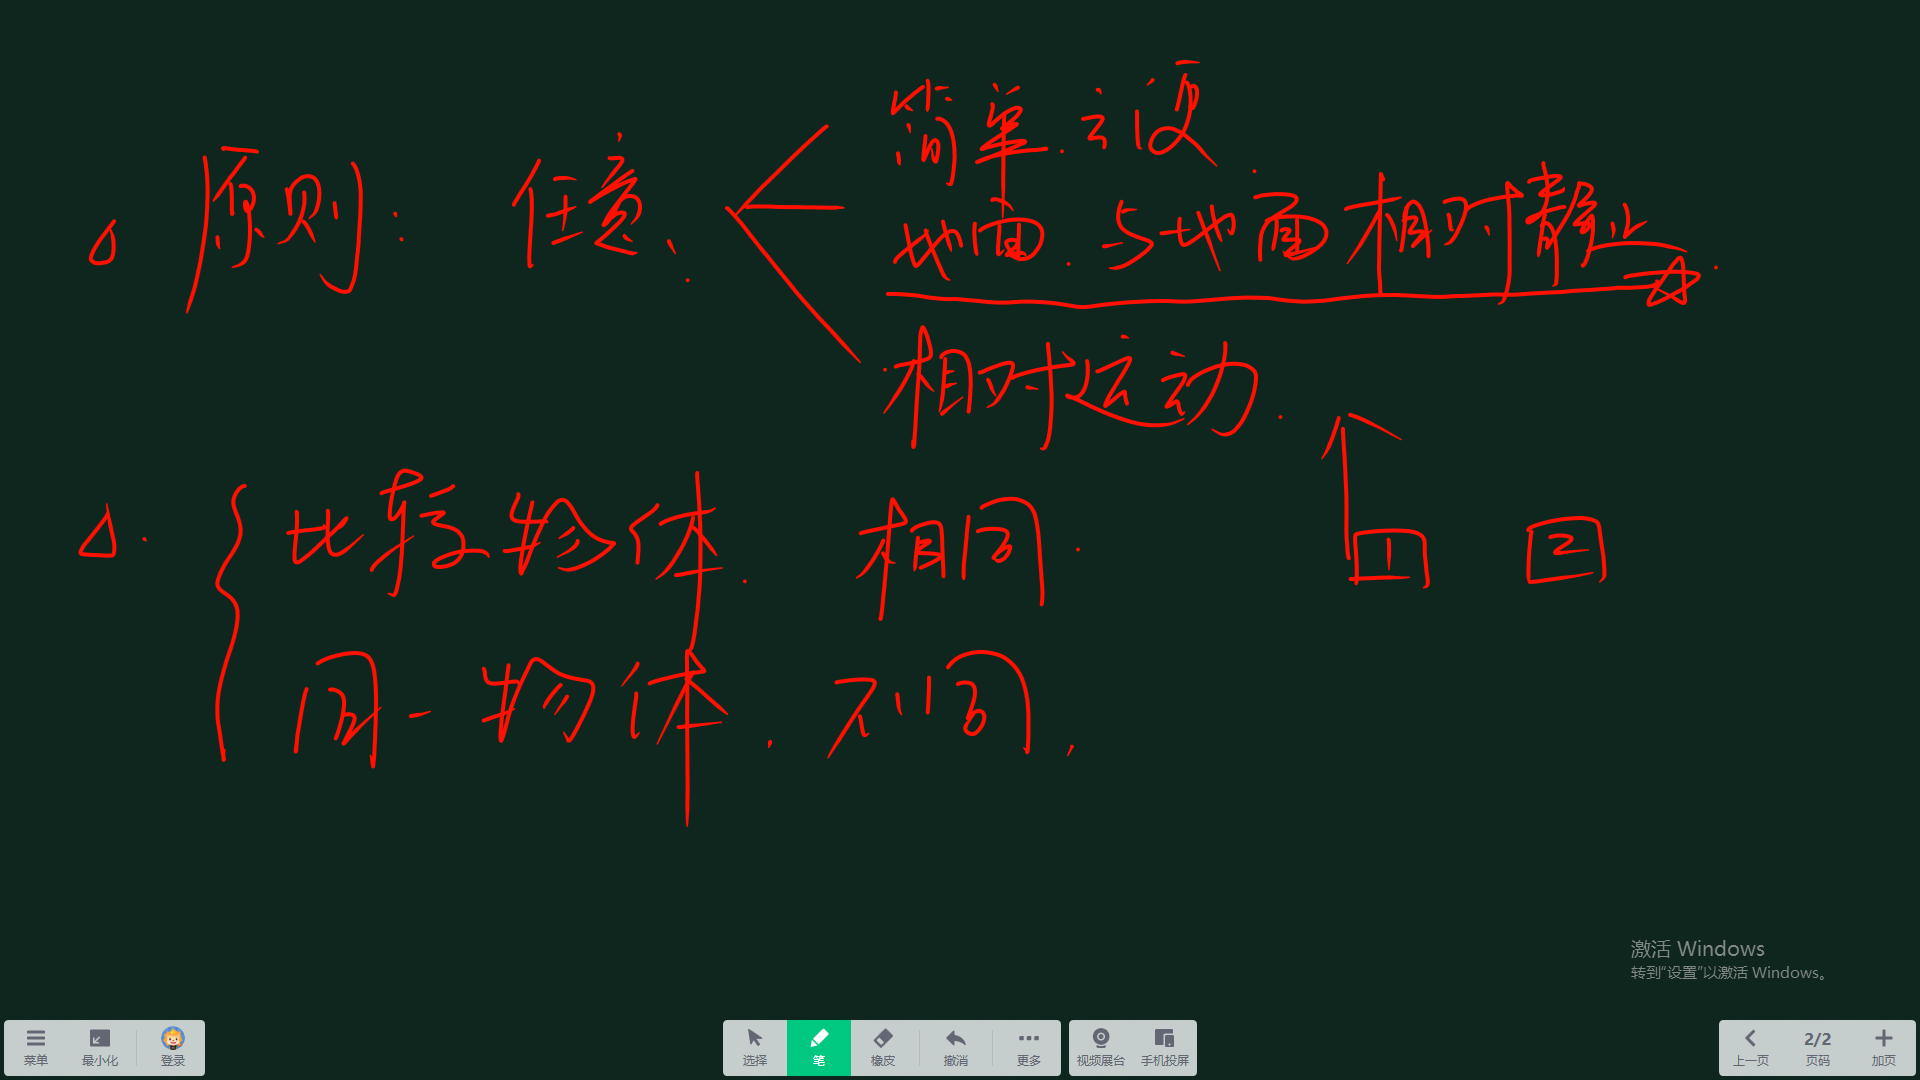 简单.方便.
原则: 任意.
地面.与地面相对静止.
相对运动.
比较物体. 相同.
1 2
同一物体. 不同.
激活 Windows
转到“设置”以激活 Windows。
菜单 最小化 登录 选择 笔 橡皮 撤消 更多 视频展台 手机投屏 上一页 2/2 页码 加页